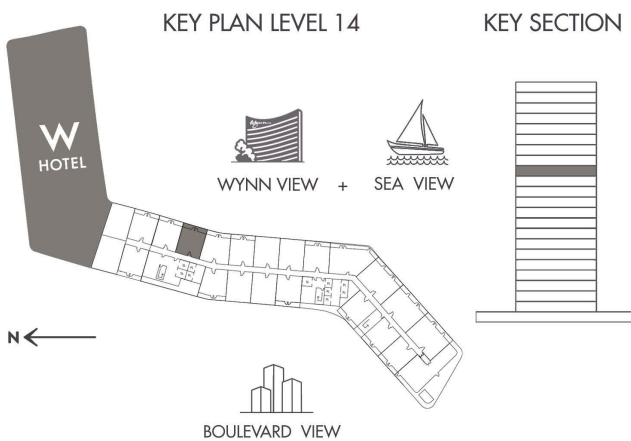 KEY PLAN LEVEL 14
KEY SECTION
W
HOTEL
WYNN VIEW + SEA VIEW
N
BOULEVARD VIEW